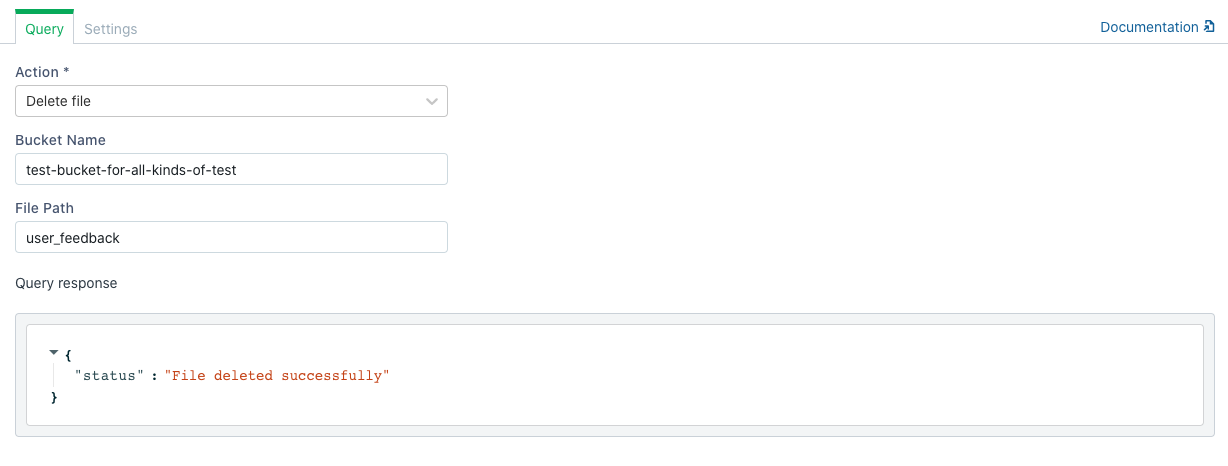 Query Settings Documentation
Action *
Delete file
Bucket Name
test-bucket-for-all-kinds-of-test
File Path
user_feedback
Query response
{
"status" : "File deleted successfully"
}